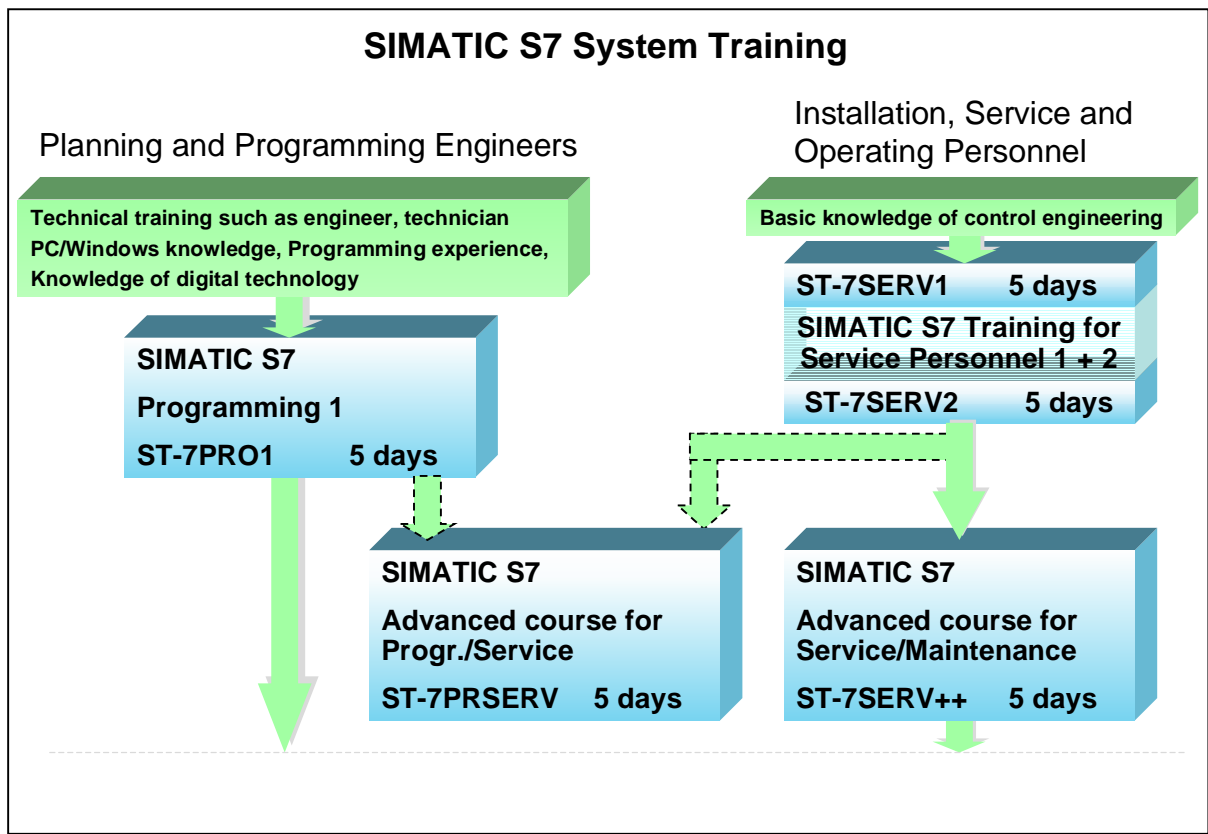 SIMATIC S7 System Training
Planning and Programming Engineers
Technical training such as engineer, technician
PC/Windows knowledge, Programming experience,
Knowledge of digital technology
SIMATIC S7
Programming 1
ST-7PRO1 5 days
Installation, Service and
Operating Personnel
Basic knowledge of control engineering
ST-7SERV1 5 days
SIMATIC S7 Training for
Service Personnel 1 + 2
ST-7SERV2 5 days
SIMATIC S7
Advanced course for
Progr./Service
ST-7PRSERV 5 days
SIMATIC S7
Advanced course for
Service/Maintenance
ST-7SERV++ 5 days